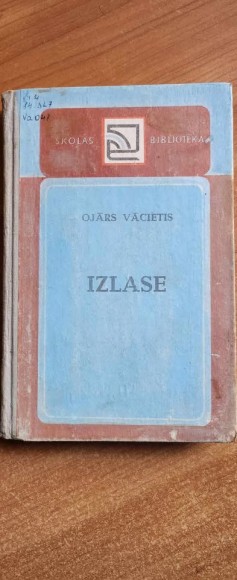 SKOLAS BIBLIOTĒKA
OJĀRS VĀCIETIS
IZLASE